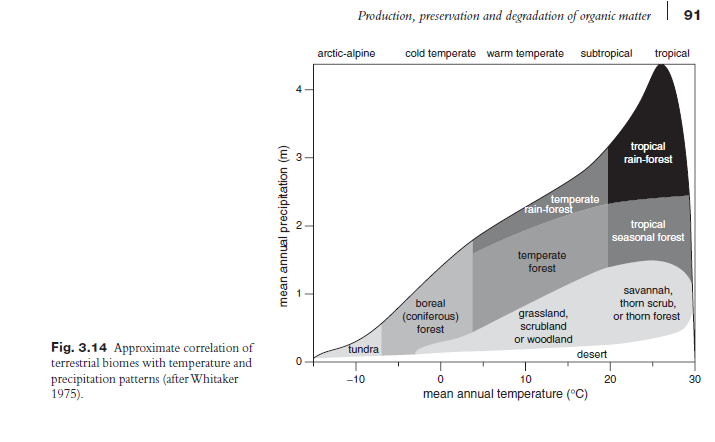 Production, preservation and degradation of organic matter 91
arctic-alpine cold temperate warm temperate subtropical tropical
mean annual precipitation (m)
4
3
2
1
0
tropical
rain-forest
temperate
rain-forest
tropical
seasonal forest
temperate
forest
savannah,
thorn scrub,
or thorn forest
boreal
(coniferous)
forest
grassland,
scrubland
or woodland
tundra
desert
–10 0 10 20 30
mean annual temperature (°C)
Fig. 3.14 Approximate correlation of
terrestrial biomes with temperature and
precipitation patterns (after Whitaker
1975).